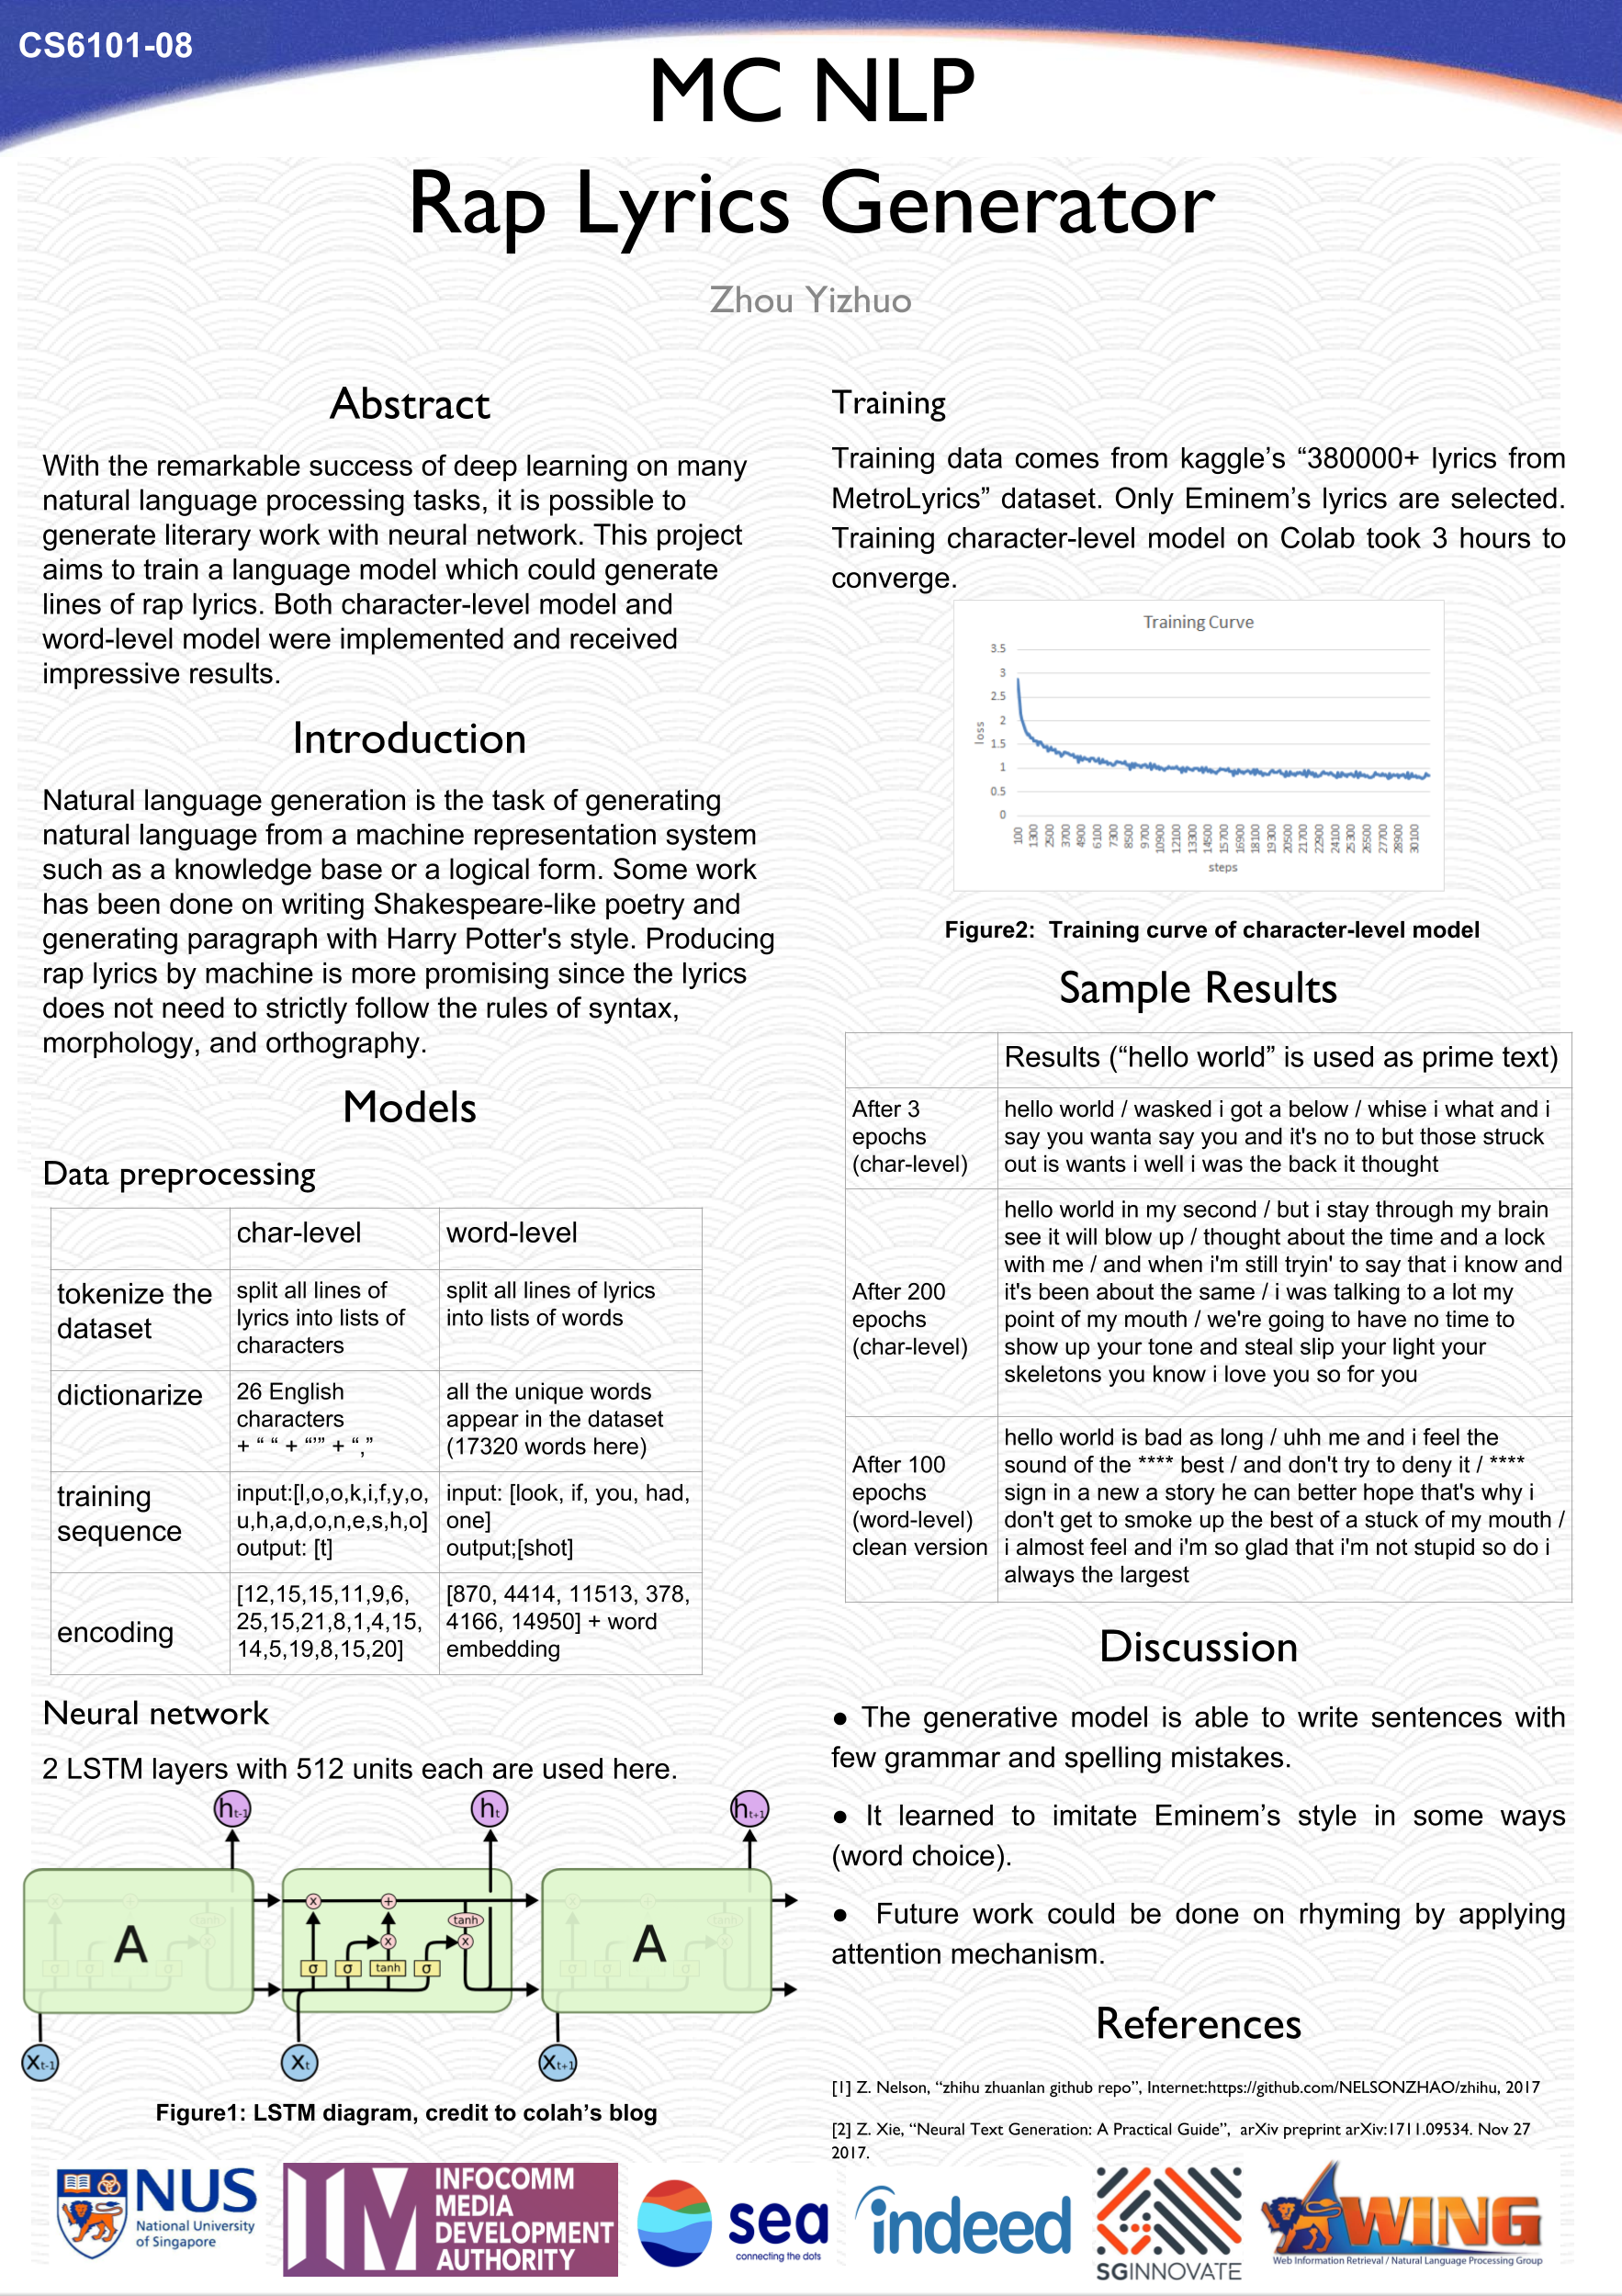 CS6101-08
MC NLP
Rap Lyrics Generator
Zhou Yizhuo
Abstract
With the remarkable success of deep learning on many
natural language processing tasks, it is possible to
generate literary work with neural network. This project
aims to train a language model which could generate
lines of rap lyrics. Both character-level model and
word-level model were implemented and received
impressive results.
Introduction
Natural language generation is the task of generating
natural language from a machine representation system
such as a knowledge base or a logical form. Some work
has been done on writing Shakespeare-like poetry and
generating paragraph with Harry Potter's style. Producing
rap lyrics by machine is more promising since the lyrics
does not need to strictly follow the rules of syntax,
morphology, and orthography.
Models
Data preprocessing
char-level word-level
tokenize the
dataset
split all lines of
lyrics into lists of
characters
split all lines of lyrics
into lists of words
dictionarize
26 English
characters
+ “ “ + “’” + “,”
all the unique words
appear in the dataset
(17320 words here)
training
sequence
input:[l,o,o,k,i,f,y,o,
u,h,a,d,o,n,e,s,h,o]
output: [t]
input: [look, if, you, had,
one]
output;[shot]
encoding
[12,15,15,11,9,6,
25,15,21,8,1,4,15,
14,5,19,8,15,20]
[870, 4414, 11513, 378,
4166, 14950] + word
embedding
Neural network
2 LSTM layers with 512 units each are used here.
ht-1 ht ht+1
A A
x + tanh x x
σ σ tanh σ
Xt-1 Xt Xt+1
Figure1: LSTM diagram, credit to colah’s blog
Training
Training data comes from kaggle’s “380000+ lyrics from
MetroLyrics” dataset. Only Eminem’s lyrics are selected.
Training character-level model on Colab took 3 hours to
converge.
Training Curve
3.5
3
2.5
2
1.5
1
0.5
0
loss
100 1300 2500 3700 4900 6100 7300 8500 9700 10900 12100 13300 14500 15700 16900 18100 19300 20500 21700 22900 24100 25300 26500 27700 28900 30100
steps
Figure2: Training curve of character-level model
Sample Results
Results (“hello world” is used as prime text)
After 3
epochs
(char-level)
hello world / wasked i got a below / whise i what and i
say you wanta say you and it's no to but those struck
out is wants i well i was the back it thought
After 200
epochs
(char-level)
hello world in my second / but i stay through my brain
see it will blow up / thought about the time and a lock
with me / and when i'm still tryin' to say that i know and
it's been about the same / i was talking to a lot my
point of my mouth / we're going to have no time to
show up your tone and steal slip your light your
skeletons you know i love you so for you
After 100
epochs
(word-level)
clean version
hello world is bad as long / uhh me and i feel the
sound of the **** best / and don't try to deny it / ****
sign in a new a story he can better hope that's why i
don't get to smoke up the best of a stuck of my mouth /
i almost feel and i'm so glad that i'm not stupid so do i
always the largest
Discussion
● The generative model is able to write sentences with
few grammar and spelling mistakes.
● It learned to imitate Eminem’s style in some ways
(word choice).
● Future work could be done on rhyming by applying
attention mechanism.
References
[1] Z. Nelson, “zhihu zhuanlan github repo”, Internet:https://github.com/NELSONZHAO/zhihu, 2017
[2] Z. Xie, “Neural Text Generation: A Practical Guide”, arXiv preprint arXiv:1711.09534. Nov 27
2017.
NUS
National University
of Singapore
IM
INFOCOMM
MEDIA
DEVELOPMENT
AUTHORITY
sea
connecting the dots
indeed
SGINNOVATE
WING
Web Information Retrieval / Natural Language Processing Group